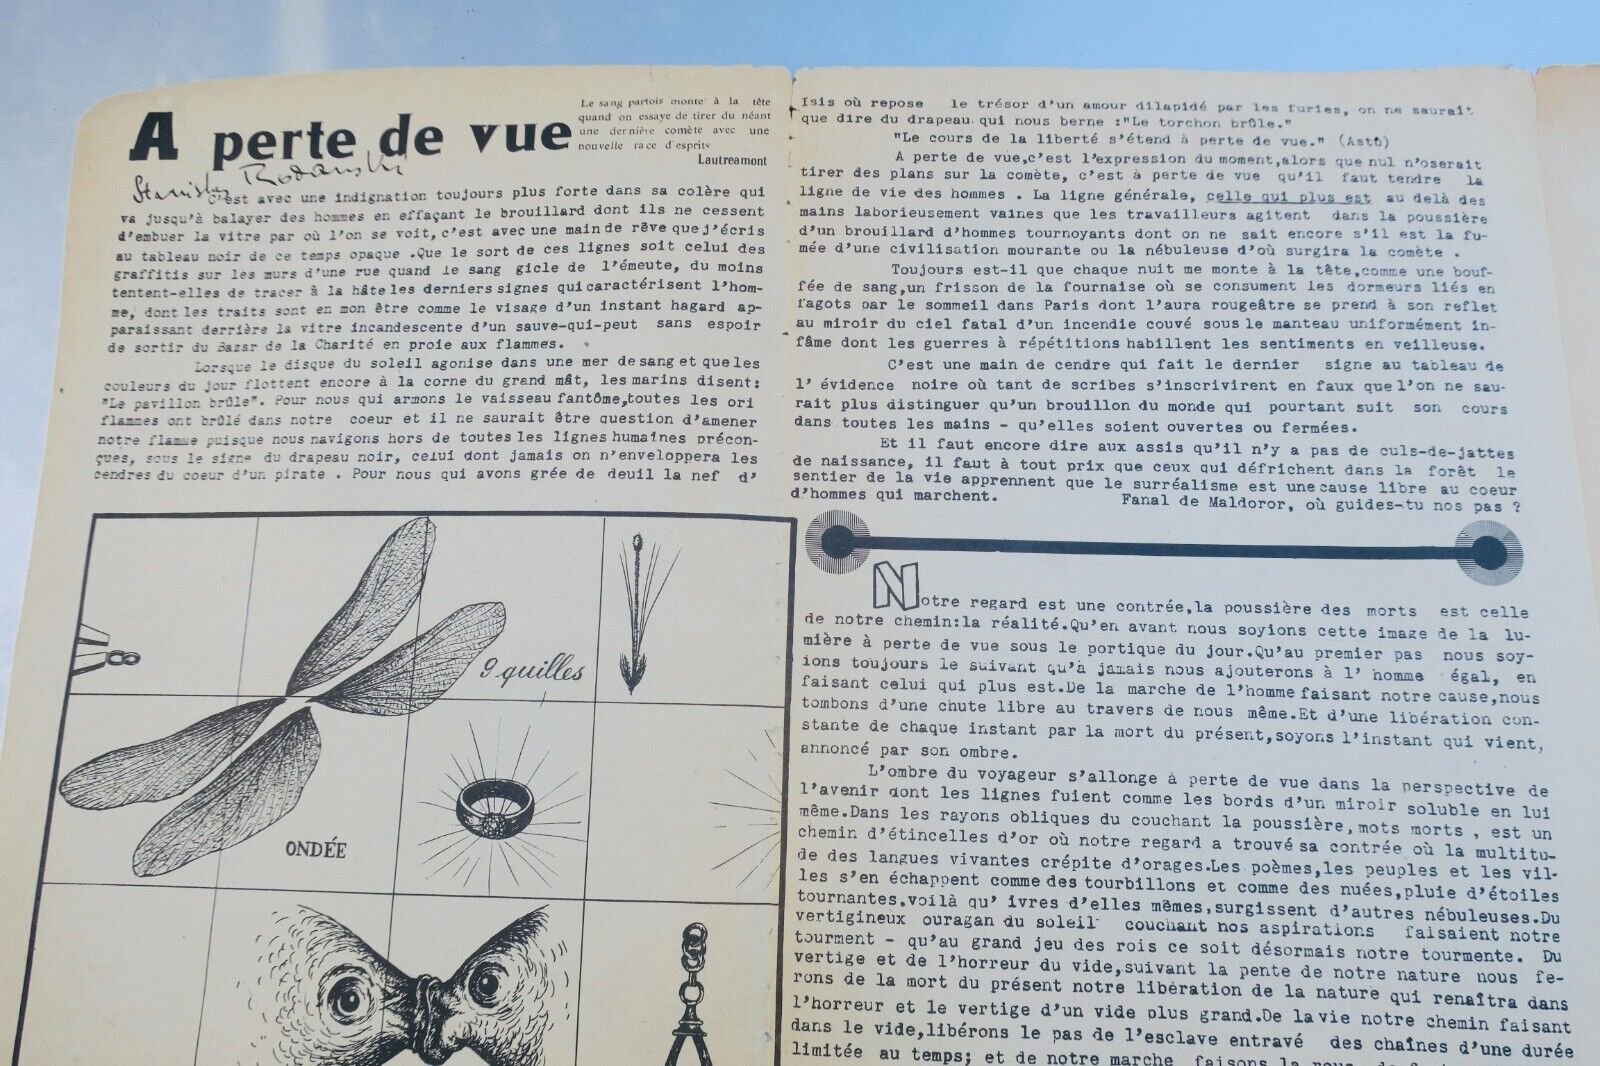 A perte de vue
Le sang parfois monte à la tête
quand on essaye de tirer du néant
une dernière comète avec une
nouvelle race d'esprits
Lautreamont
Stanislas Rodanski
C'est avec une indignation toujours plus forte dans sa colère qui
va jusqu'à balayer des hommes en effaçant le brouillard dont ils ne cessent
d'embuer la vitre par où l'on se voit,c'est avec une main de rêve que j'écris
au tableau noir de ce temps opaque .Que le sort de ces lignes soit celui des
graffitis sur les murs d'une rue quand le sang gicle de l'émeute, du moins
tentent-elles de tracer à la hâte les derniers signes qui caractérisent l'hom-
me, dont les traits sont en mon être comme le visage d'un instant hagard ap-
paraissant derrière la vitre incandescente d'un sauve-qui-peut sans espoir
de sortir du Bazar de la Charité en proie aux flammes.
Lorsque le disque du soleil agonise dans une mer de sang et que les
couleurs du jour flottent encore à la corne du grand mât, les marins disent:
"Le pavillon brûle". Pour nous qui armons le vaisseau fantôme,toutes les ori
flammes ont brûlé dans notre coeur et il ne saurait être question d'amener
notre flamme puisque nous navigons hors de toutes les lignes humaines précon-
çues, sous le signe du drapeau noir, celui dont jamais on n'enveloppera les
cendres du coeur d'un pirate . Pour nous qui avons grée de deuil la nef d'
9 quilles
ONDÉE
Isis où repose le trésor d'un amour dilapidé par les furies, on ne saurait
que dire du drapeau qui nous berne :"Le torchon brûle."
"Le cours de la liberté s'étend à perte de vue." (Astû)
A perte de vue,c'est l'expression du moment,alors que nul n'oserait
tirer des plans sur la comète, c'est à perte de vue qu'il faut tendre la
ligne de vie des hommes . La ligne générale, celle qui plus est au delà des
mains laborieusement vaines que les travailleurs agitent dans la poussière
d'un brouillard d'hommes tournoyants dont on ne sait encore s'il est la fu-
mée d'une civilisation mourante ou la nébuleuse d'où surgira la comète .
Toujours est-il que chaque nuit me monte à la tête,comme une bouf-
fée de sang,un frisson de la fournaise où se consument les dormeurs liés en
fagots par le sommeil dans Paris dont l'aura rougeâtre se prend à son reflet
au miroir du ciel fatal d'un incendie couvé sous le manteau uniformément in-
fâme dont les guerres à répétitions habillent les sentiments en veilleuse.
C'est une main de cendre qui fait le dernier signe au tableau de
l' évidence noire où tant de scribes s'inscrivirent en faux que l'on ne sau-
rait plus distinguer qu'un brouillon du monde qui pourtant suit son cours
dans toutes les mains - qu'elles soient ouvertes ou fermées.
Et il faut encore dire aux assis qu'il n'y a pas de culs-de-jattes
de naissance, il faut à tout prix que ceux qui défrichent dans la forêt le
sentier de la vie apprennent que le surréalisme est une cause libre au coeur
d'hommes qui marchent. Fanal de Maldoror, où guides-tu nos pas ?
Notre regard est une contrée,la poussière des morts est celle
de notre chemin:la réalité.Qu'en avant nous soyions cette image de la lu-
mière à perte de vue sous le portique du jour.Qu'au premier pas nous soy-
ions toujours le suivant qu'à jamais nous ajouterons à l' homme égal, en
faisant celui qui plus est.De la marche de l'homme faisant notre cause,nous
tombons d'une chute libre au travers de nous même.Et d'une libération con-
stante de chaque instant par la mort du présent,soyons l'instant qui vient,
annoncé par son ombre.
L'ombre du voyageur s'allonge à perte de vue dans la perspective de
l'avenir dont les lignes fuient comme les bords d'un miroir soluble en lui
même.Dans les rayons obliques du couchant la poussière,mots morts , est un
chemin d'étincelles d'or où notre regard a trouvé sa contrée où la multitu-
de des langues vivantes crépite d'orages.Les poèmes,les peuples et les vil-
les s'en échappent comme des tourbillons et comme des nuées,pluie d'étoiles
tournantes.voilà qu' ivres d'elles mêmes,surgissent d'autres nébuleuses.Du
vertigineux ouragan du soleil couchant nos aspirations faisaient notre
tourment - qu'au grand jeu des rois ce soit désormais notre tourmente. Du
vertige et de l'horreur du vide,suivant la pente de notre nature nous fe-
rons de la mort du présent notre libération de la nature qui renaîtra dans
l'horreur et le vertige d'un vide plus grand.De la vie notre chemin faisant
dans le vide,libérons le pas de l'esclave entravé des chaînes d'une durée
limitée au temps; et de notre marche faisons la